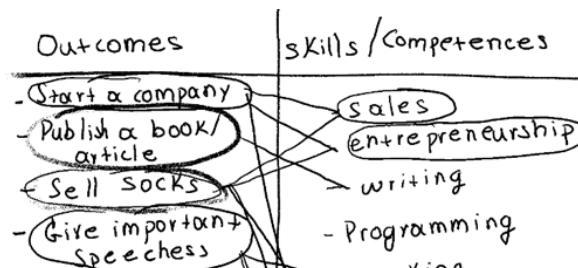 Outcomes
Skills/Competences
- Start a company
sales
- Publish a book/
article
entrepreneurship
- writing
- Sell socks
- Programming
- Give important
Speechess